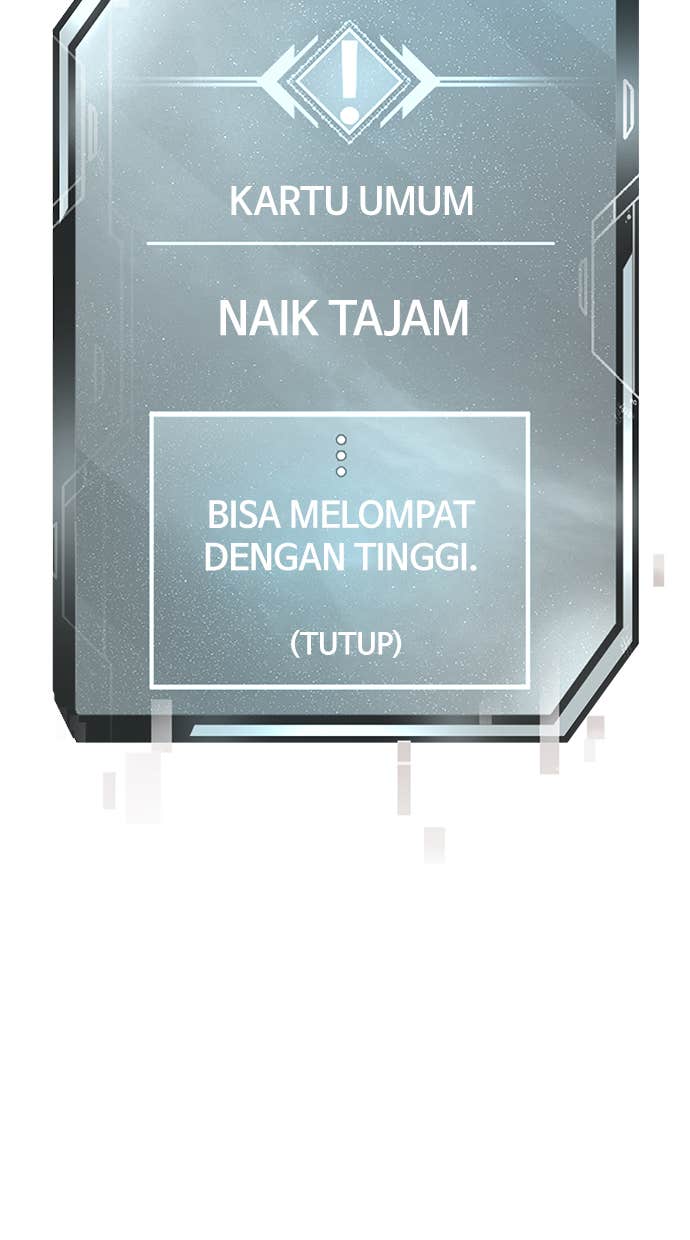 KARTU UMUM
NAIK TAJAM
BISA MELOMPAT
DENGAN TINGGI.
(TUTUP)